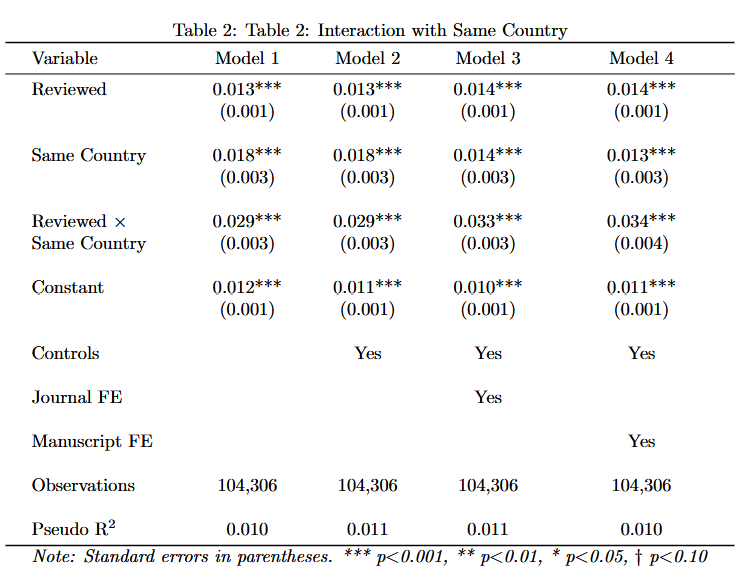 Table 2: Table 2: Interaction with Same Country
Variable Model 1 Model 2 Model 3 Model 4
Reviewed 0.013*** 0.013*** 0.014*** 0.014***
(0.001) (0.001) (0.001) (0.001)
Same Country 0.018*** 0.018*** 0.014*** 0.013***
(0.003) (0.003) (0.003) (0.003)
Reviewed × 0.029*** 0.029*** 0.033*** 0.034***
Same Country (0.003) (0.003) (0.003) (0.004)
Constant 0.012*** 0.011*** 0.010*** 0.011***
(0.001) (0.001) (0.001) (0.001)
Controls Yes Yes Yes
Journal FE Yes
Manuscript FE Yes
Observations 104,306 104,306 104,306 104,306
Pseudo R² 0.010 0.011 0.011 0.010
Note: Standard errors in parentheses. *** p<0.001, ** p<0.01, * p<0.05, † p<0.10